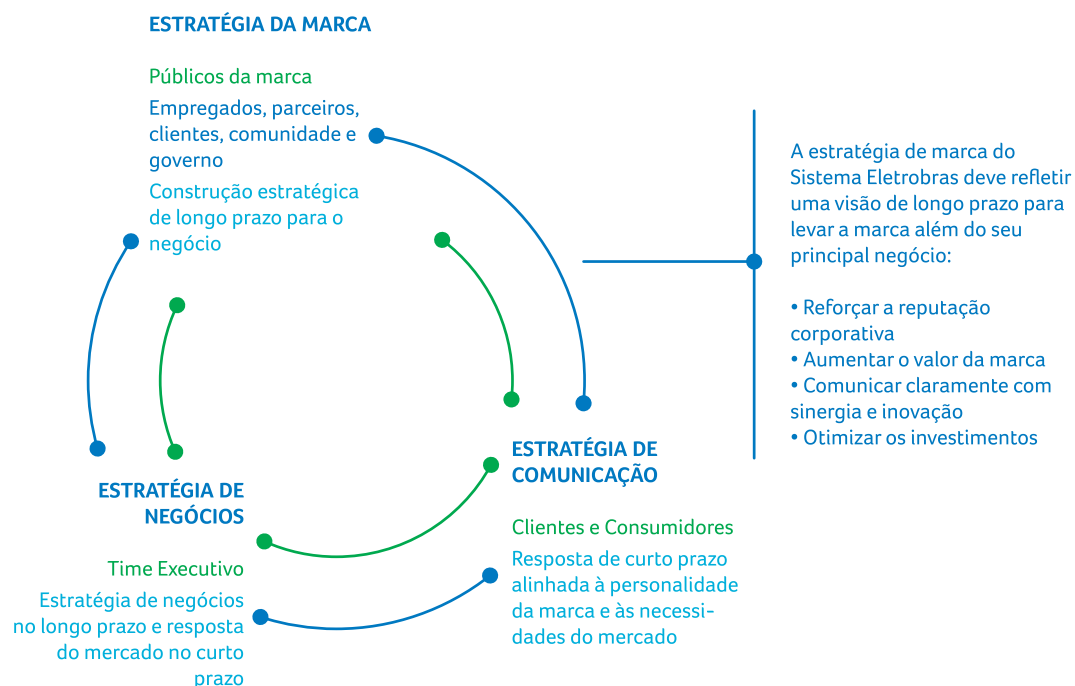 ESTRATÉGIA DA MARCA
Públicos da marca
Empregados, parceiros,
clientes, comunidade e
governo
Construção estratégica
de longo prazo para o
negócio
A estratégia de marca do
Sistema Eletrobras deve refletir
uma visão de longo prazo para
levar a marca além do seu
principal negócio:
• Reforçar a reputação
corporativa
• Aumentar o valor da marca
• Comunicar claramente com
sinergia e inovação
• Otimizar os investimentos
ESTRATÉGIA DE
COMUNICAÇÃO
Clientes e Consumidores
Resposta de curto prazo
alinhada à personalidade
da marca e às necessi-
dades do mercado
ESTRATÉGIA DE
NEGÓCIOS
Time Executivo
Estratégia de negócios
no longo prazo e resposta
do mercado no curto
prazo